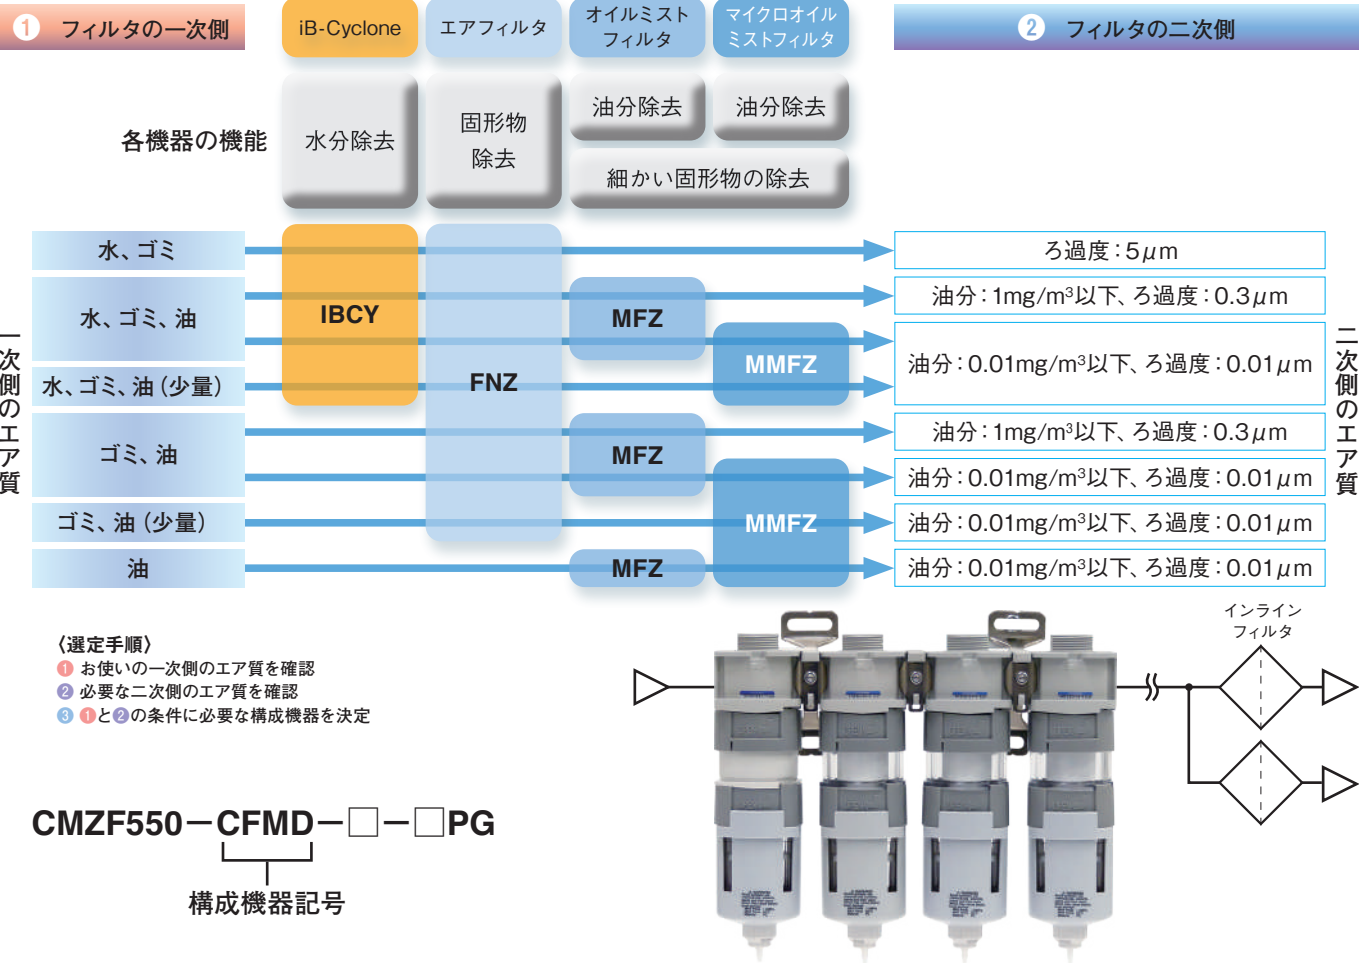 1 フィルタの一次側
iB-Cyclone
エアフィルタ
オイルミスト
フィルタ
マイクロオイル
ミストフィルタ
2 フィルタの二次側
各機器の機能
水分除去
固形物
除去
油分除去
油分除去
細かい固形物の除去
一次側のエア質
水、ゴミ
水、ゴミ、油
水、ゴミ、油（少量）
ゴミ、油
ゴミ、油（少量）
油
IBCY
FNZ
MFZ
MMFZ
MFZ
MMFZ
MFZ
ろ過度：5μm
油分：1mg/m³以下、ろ過度：0.3μm
油分：0.01mg/m³以下、ろ過度：0.01μm
油分：1mg/m³以下、ろ過度：0.3μm
油分：0.01mg/m³以下、ろ過度：0.01μm
油分：0.01mg/m³以下、ろ過度：0.01μm
油分：0.01mg/m³以下、ろ過度：0.01μm
二次側のエア質
〈選定手順〉
1 お使いの一次側のエア質を確認
2 必要な二次側のエア質を確認
3 1と2の条件に必要な構成機器を決定
CMZF550－CFMD－□－□PG
構成機器記号
インライン
フィルタ